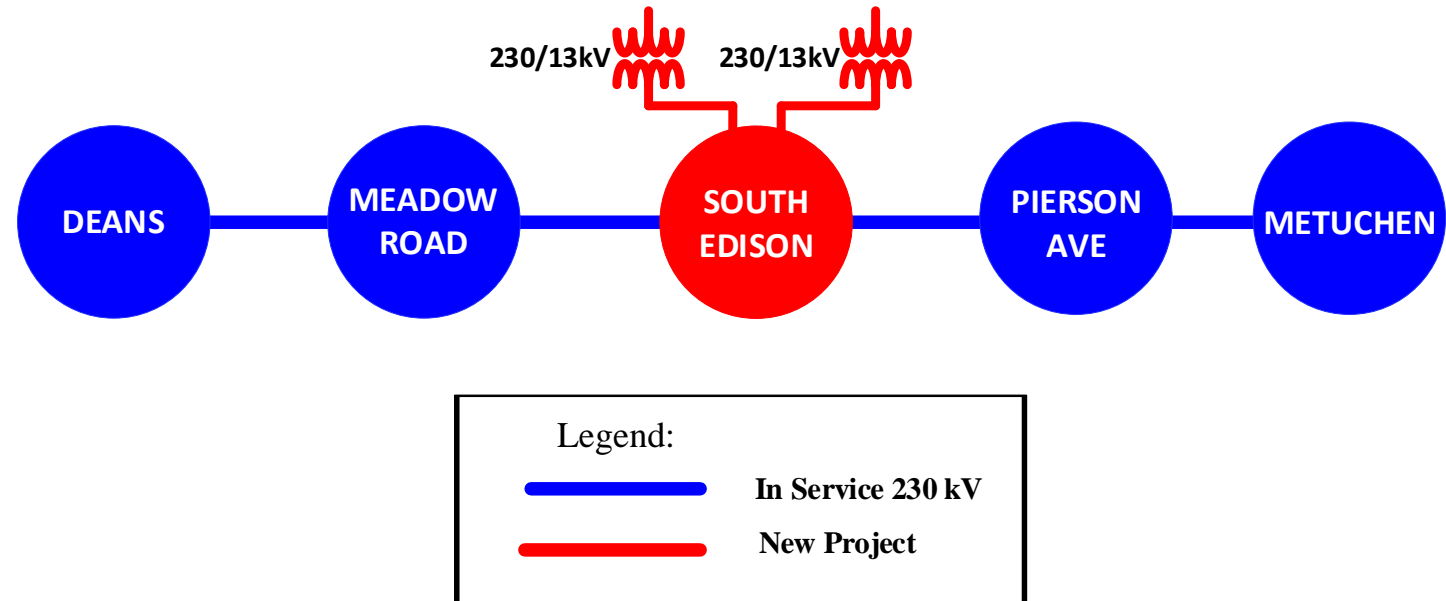 230/13kV
230/13kV
DEANS
MEADOW
ROAD
SOUTH
EDISON
PIERSON
AVE
METUCHEN
Legend:
In Service 230 kV
New Project